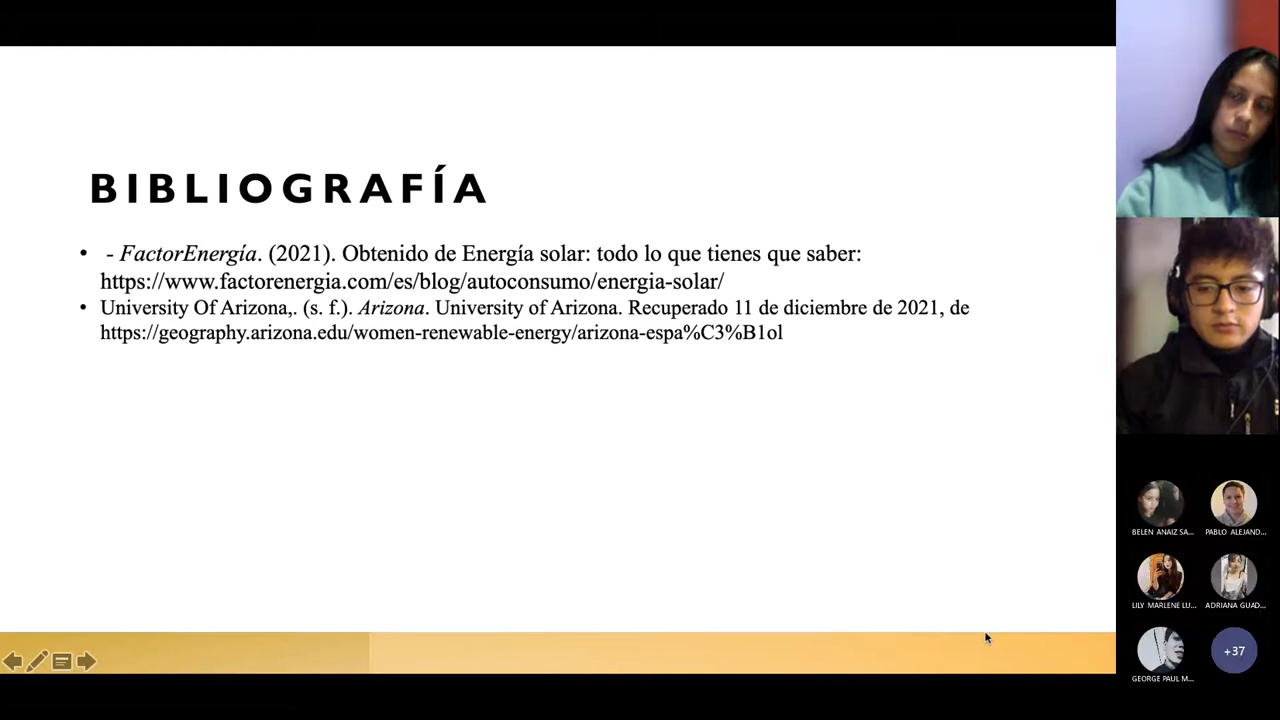 BIBLIOGRAFÍA
• - FactorEnergía. (2021). Obtenido de Energía solar: todo lo que tienes que saber:
https://www.factorenergia.com/es/blog/autoconsumo/energia-solar/
• University Of Arizona,. (s. f.). Arizona. University of Arizona. Recuperado 11 de diciembre de 2021, de
https://geography.arizona.edu/women-renewable-energy/arizona-espa%C3%B1ol
BELEN ANAIZ SA...
PABLO ALEJAND...
LILY MARLENE LU...
ADRIANA GUAD...
GEORGE PAUL M...
+37